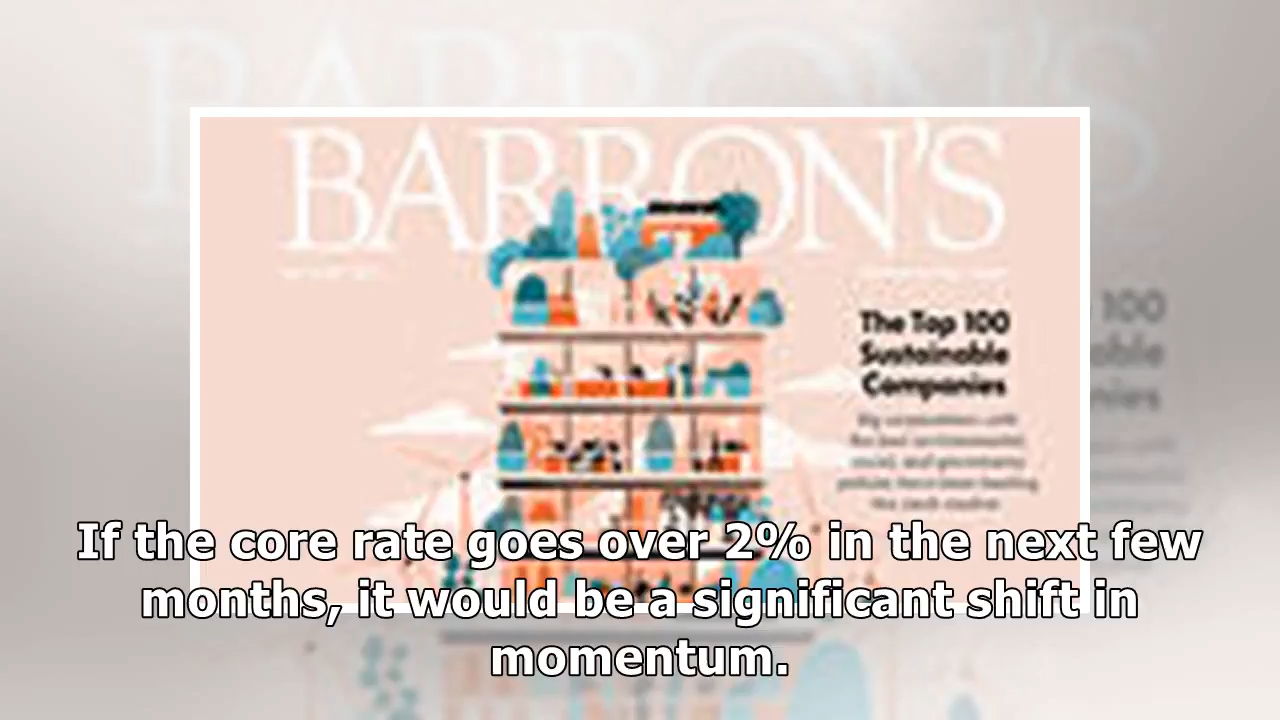 BARRON'S
The Top 100
Sustainable
Companies
100
If the core rate goes over 2% in the next few
months, it would be a significant shift in
momentum.